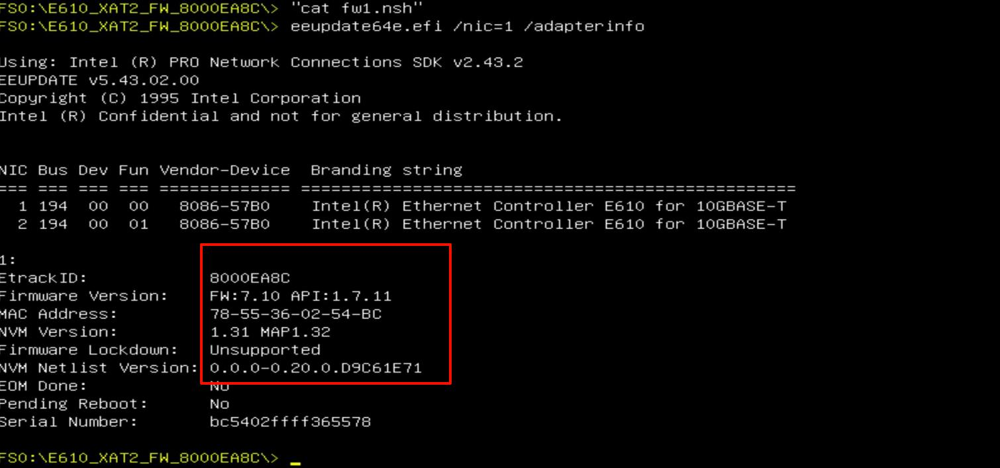 FS0:\E610_XAT2_FW_8000EA8C\> "cat fw1.nsh"
FS0:\E610_XAT2_FW_8000EA8C\> eeupdate64e.efi /nic=1 /adapterinfo
Using: Intel (R) PRO Network Connections SDK v2.43.2
EEUPDATE v5.43.02.00
Copyright (C) 1995 Intel Corporation
Intel (R) Confidential and not for general distribution.
NIC Bus Dev Fun Vendor-Device  Branding string
=== === === === ============= =================================================
1 194  00  00   8086-57B0    Intel(R) Ethernet Controller E610 for 10GBASE-T
2 194  00  01   8086-57B0    Intel(R) Ethernet Controller E610 for 10GBASE-T
1:
EtrackID: 8000EA8C
Firmware Version: FW:7.10 API:1.7.11
MAC Address: 78-55-36-02-54-BC
NVM Version: 1.31 MAP1.32
Firmware Lockdown: Unsupported
NVM Netlist Version: 0.0.0-0.20.0.D9C61E71
EOM Done: No
Pending Reboot: No
Serial Number: bc5402ffff365578
FS0:\E610_XAT2_FW_8000EA8C\> _